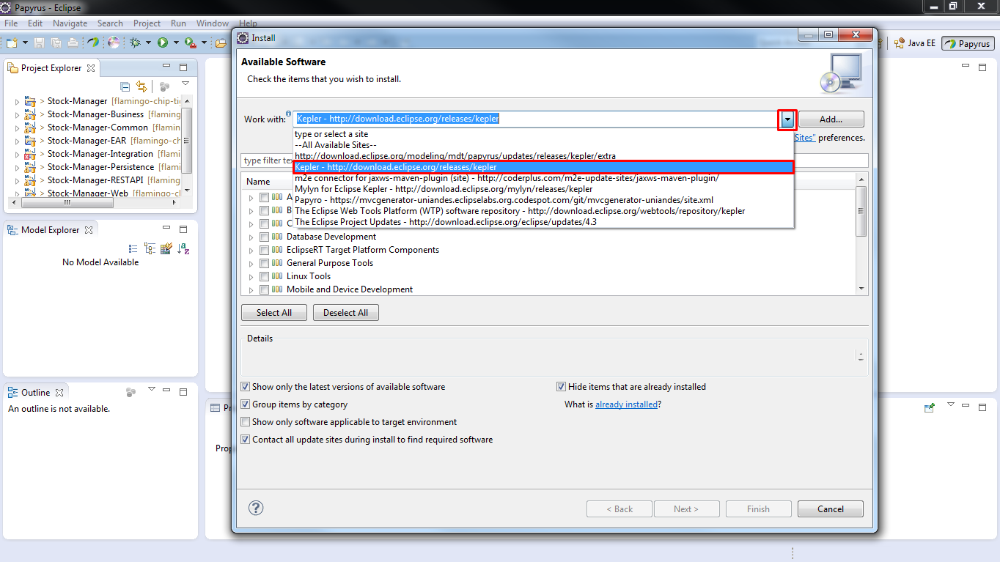 Papyrus - Eclipse
File Edit Navigate Search Project Run Window Help
Install
Java EE
Papyrus
Project Explorer
> Stock-Manager [flamingo-chip-tig
> Stock-Manager-Business [flaming
> Stock-Manager-Common [flaming
> Stock-Manager-EAR [flamingo-ch
> Stock-Manager-Integration [flam
> Stock-Manager-Persistence [flam
> Stock-Manager-RESTAPI [flaming
> Stock-Manager-Web [flamingo-c
Model Explorer
No Model Available
Outline
An outline is not available.
Available Software
Check the items that you wish to install.
Work with:
Kepler - http://download.eclipse.org/releases/kepler
Add...
type or select a site
--All Available Sites--
http://download.eclipse.org/modeling/mdt/papyrus/updates/releases/kepler/extra
Kepler - http://download.eclipse.org/releases/kepler
m2e connector for jaxws-maven-plugin (site) - http://coderplus.com/m2e-update-sites/jaxws-maven-plugin/
Mylyn for Eclipse Kepler - http://download.eclipse.org/mylyn/releases/kepler
Papyro - https://mvcgenerator-uniandes.eclipselabs.org.codespot.com/git/mvcgenerator-uniandes/site.xml
The Eclipse Web Tools Platform (WTP) software repository - http://download.eclipse.org/webtools/repository/kepler
The Eclipse Project Updates - http://download.eclipse.org/eclipse/updates/4.3
Sites" preferences.
type filter tex
Name
A
B
C
Database Development
EclipseRT Target Platform Components
General Purpose Tools
Linux Tools
Mobile and Device Development
Select All
Deselect All
Details
Show only the latest versions of available software
Hide items that are already installed
Group items by category
What is already installed?
Show only software applicable to target environment
Contact all update sites during install to find required software
Pr
Prop
< Back
Next >
Finish
Cancel